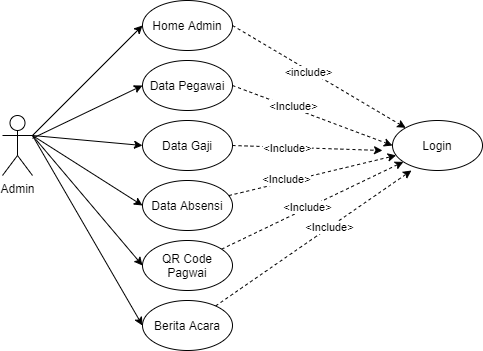 Home Admin
<include>
Data Pegawai
<Include>
Data Gaji
<Include>
Login
Admin
Data Absensi
<Include>
<Include>
QR Code
Pagwai
<Include>
Berita Acara